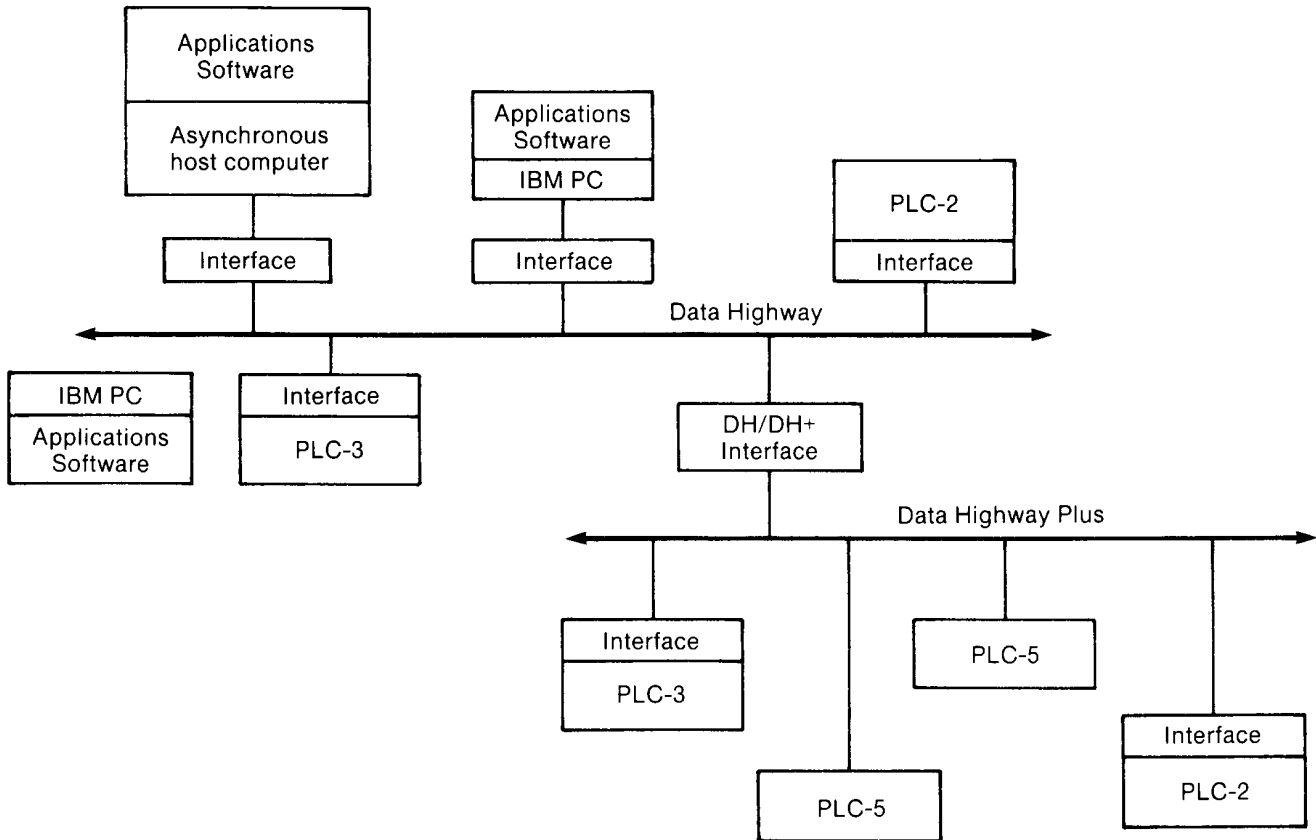 Applications
Software
Asynchronous
host computer
Interface
Applications
Software
IBM PC
Interface
PLC-2
Interface
Data Highway
IBM PC
Applications
Software
Interface
PLC-3
DH/DH+
Interface
Data Highway Plus
Interface
PLC-3
PLC-5
PLC-5
Interface
PLC-2